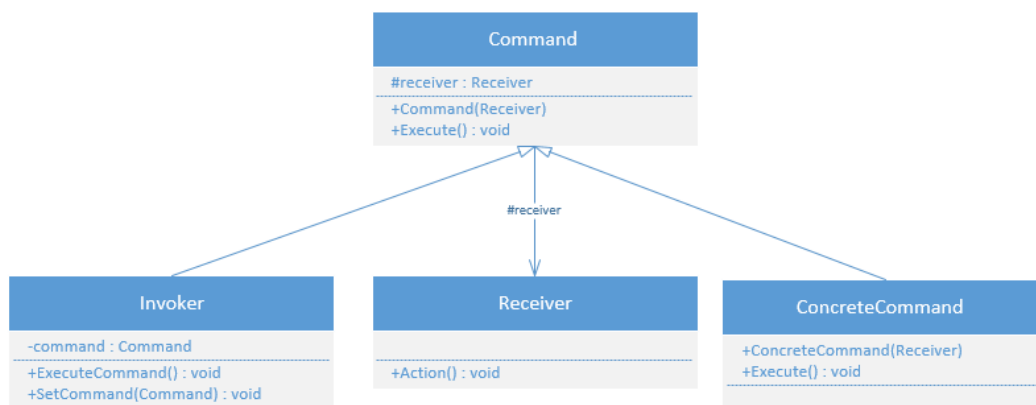 Command
#receiver : Receiver
+Command(Receiver)
+Execute() : void
#receiver
Invoker
-command : Command
+ExecuteCommand() : void
+SetCommand(Command) : void
Receiver
+Action() : void
ConcreteCommand
+ConcreteCommand(Receiver)
+Execute() : void